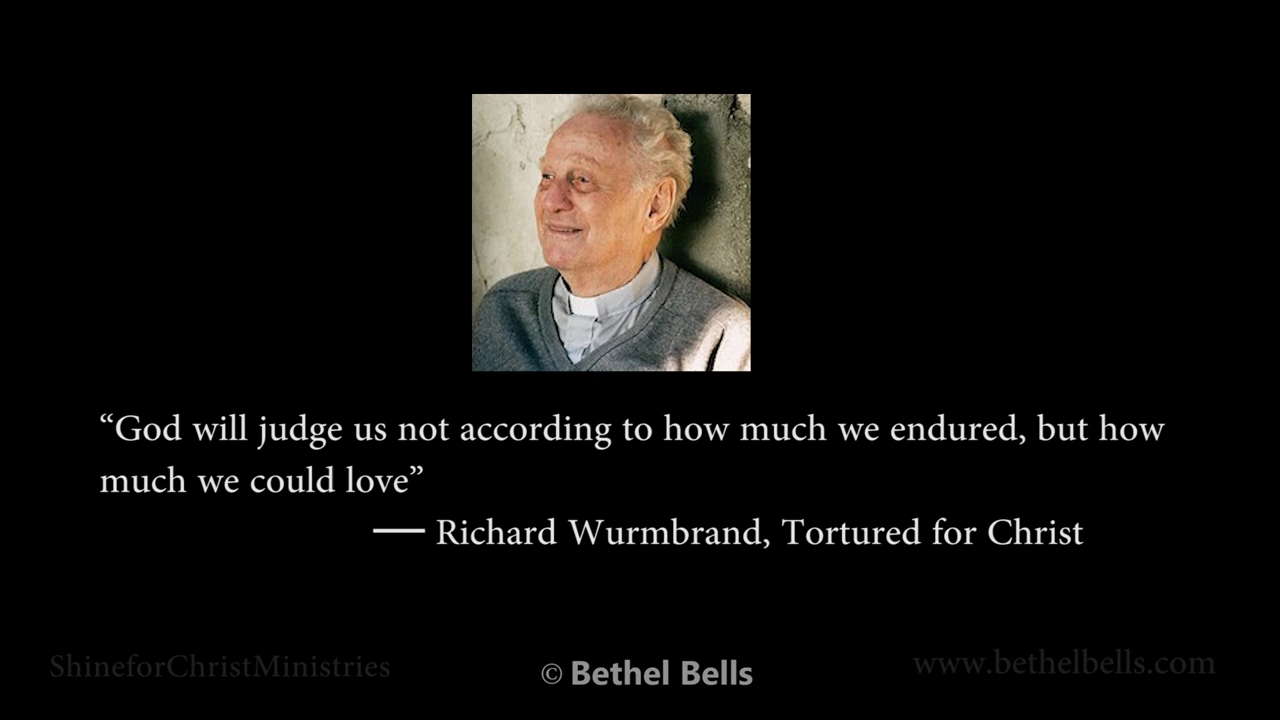 “God will judge us not according to how much we endured, but how
much we could love”
— Richard Wurmbrand, Tortured for Christ
ShineforChristMinistries
© Bethel Bells
www.bethelbells.com